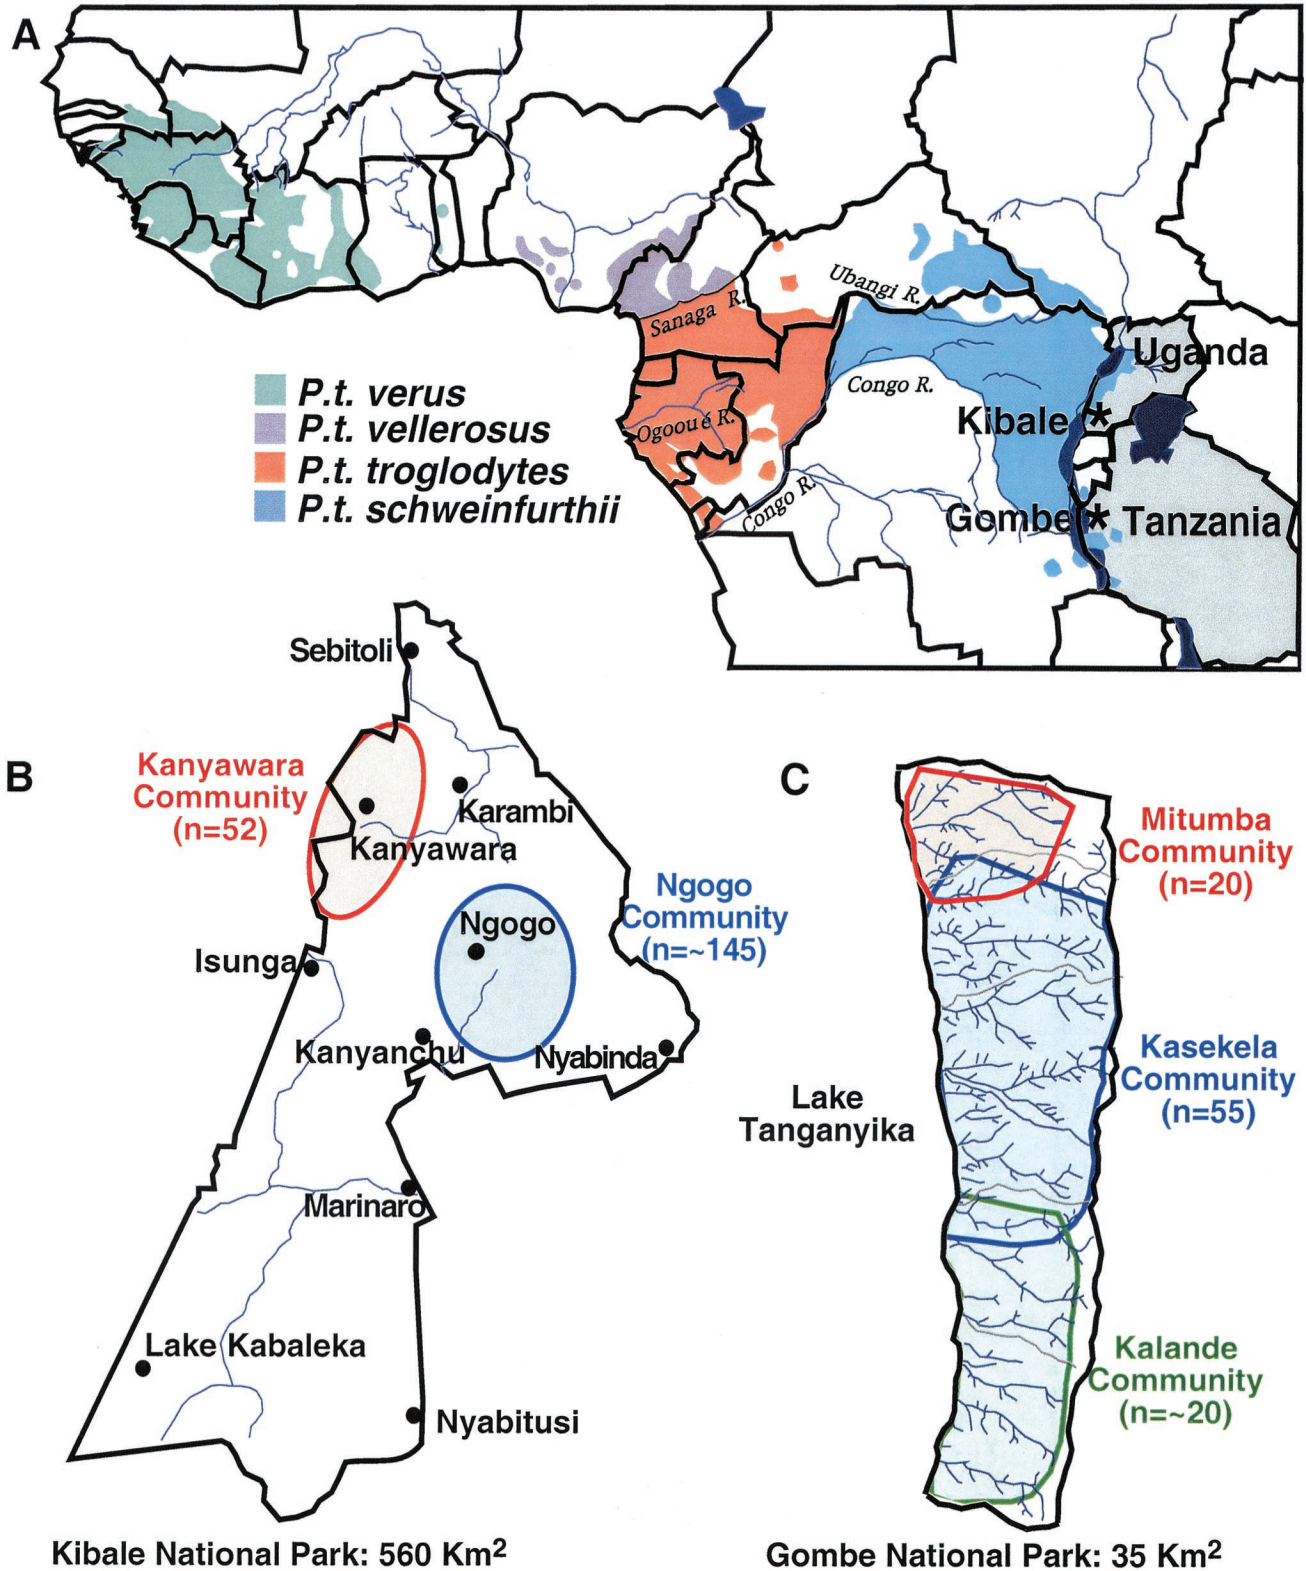 A
Ubangi R.
Sanaga R.
Uganda
Congo R.
Kibale *
Ogooué R.
Congo R.
Gombe * Tanzania
P.t. verus
P.t. vellerosus
P.t. troglodytes
P.t. schweinfurthii
B
Sebitoli
Kanyawara
Community
(n=52)
Karambi
Kanyawara
Ngogo
Community
(n=~145)
Ngogo
Isunga
Kanyanchu
Nyabinda
Marinaro
Lake Kabaleka
Nyabitusi
Kibale National Park: 560 Km²
C
Mitumba
Community
(n=20)
Kasekela
Community
(n=55)
Lake
Tanganyika
Kalande
Community
(n=~20)
Gombe National Park: 35 Km²